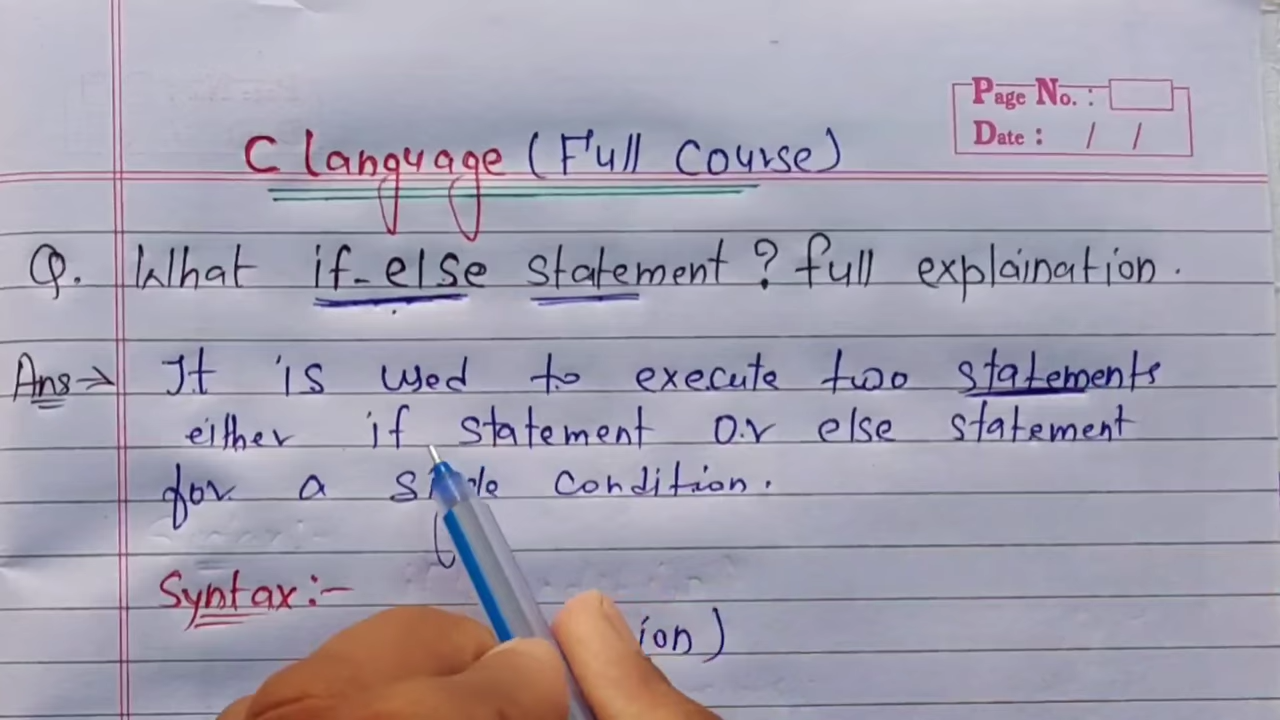 Page No. :
Date : / /
C language (Full Course)
Q. What if-else statement? full explaination.
Ans→ It is used to execute two statements
either if statement or else statement
for a condition.
Syntax:-